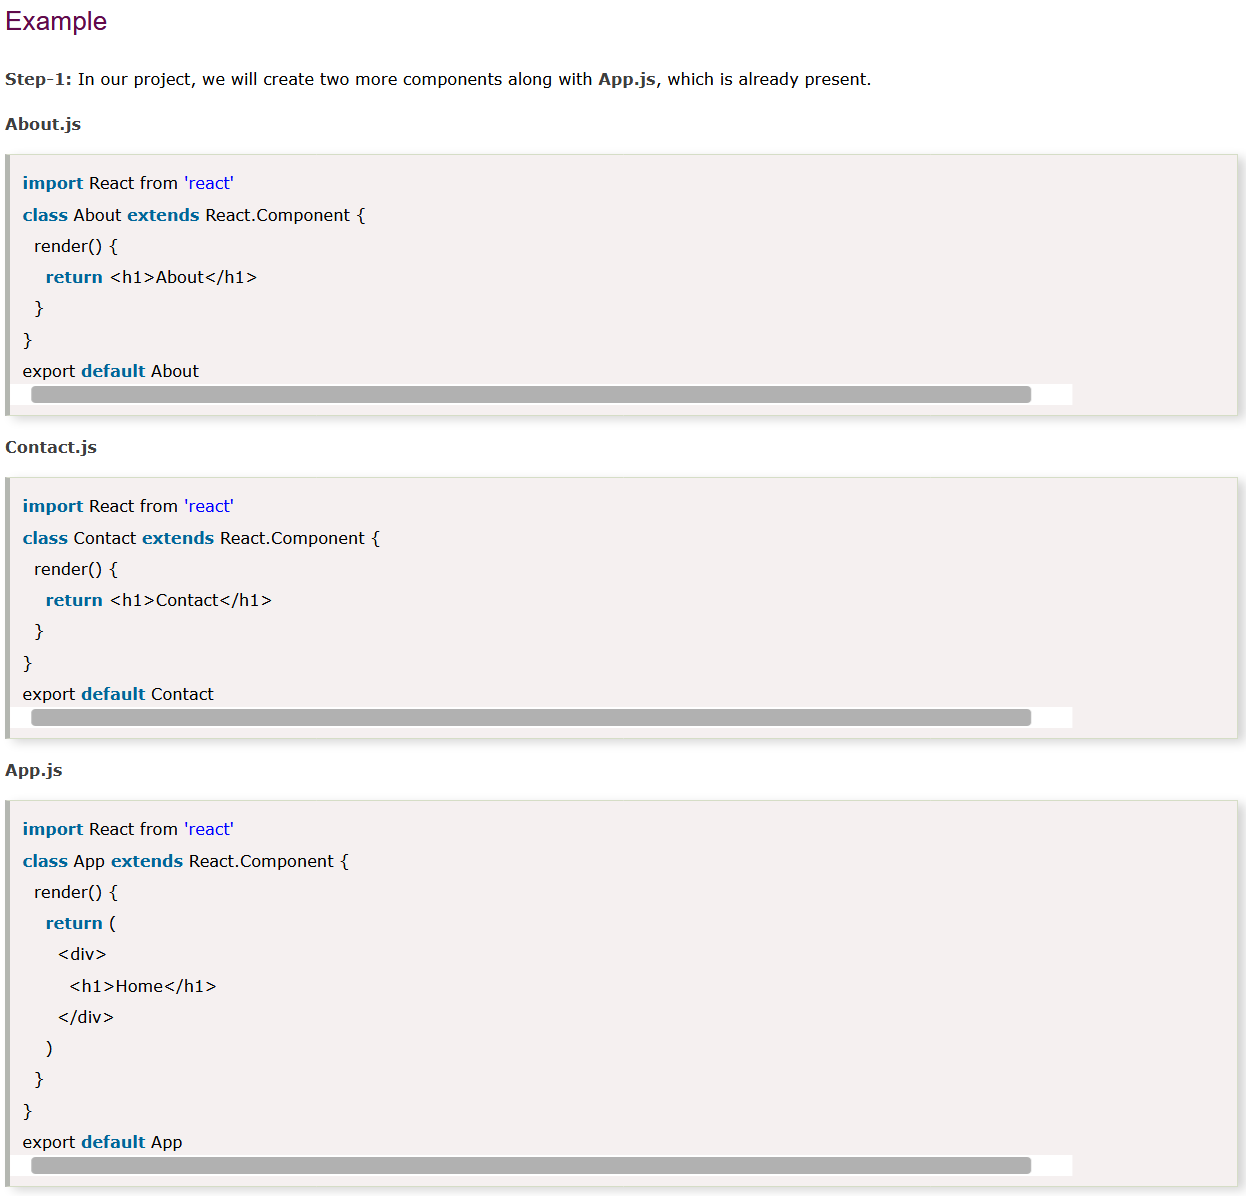 Example
Step-1: In our project, we will create two more components along with App.js, which is already present.
About.js
import React from 'react'
class About extends React.Component {
  render() {
    return <h1>About</h1>
  }
}
export default About
Contact.js
import React from 'react'
class Contact extends React.Component {
  render() {
    return <h1>Contact</h1>
  }
}
export default Contact
App.js
import React from 'react'
class App extends React.Component {
  render() {
    return (
      <div>
        <h1>Home</h1>
      </div>
    )
  }
}
export default App